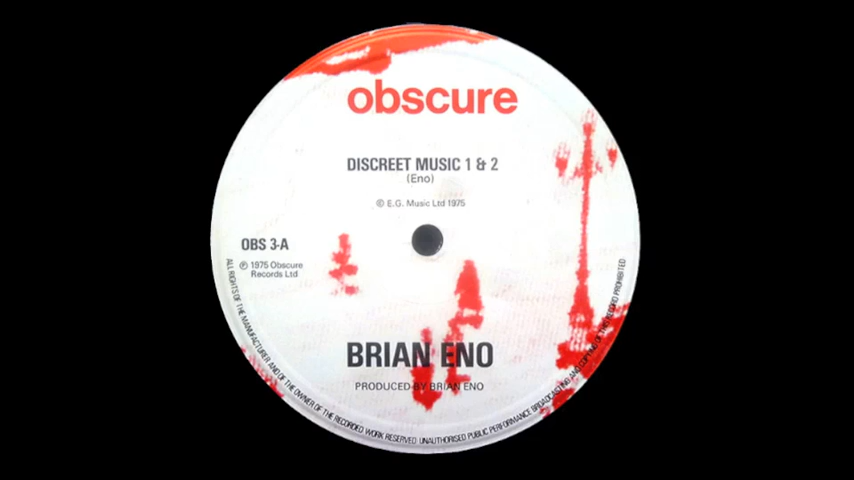 obscure
DISCREET MUSIC 1 & 2
(Eno)
© E.G. Music Ltd 1975
OBS 3-A
℗ 1975 Obscure
Records Ltd
BRIAN ENO
PRODUCED BY BRIAN ENO
ALL RIGHTS OF THE MANUFACTURER AND OF THE OWNER OF THE RECORDED WORK RESERVED UNAUTHORISED PUBLIC PERFORMANCE BROADCASTING AND COPYING OF THIS RECORD PROHIBITED